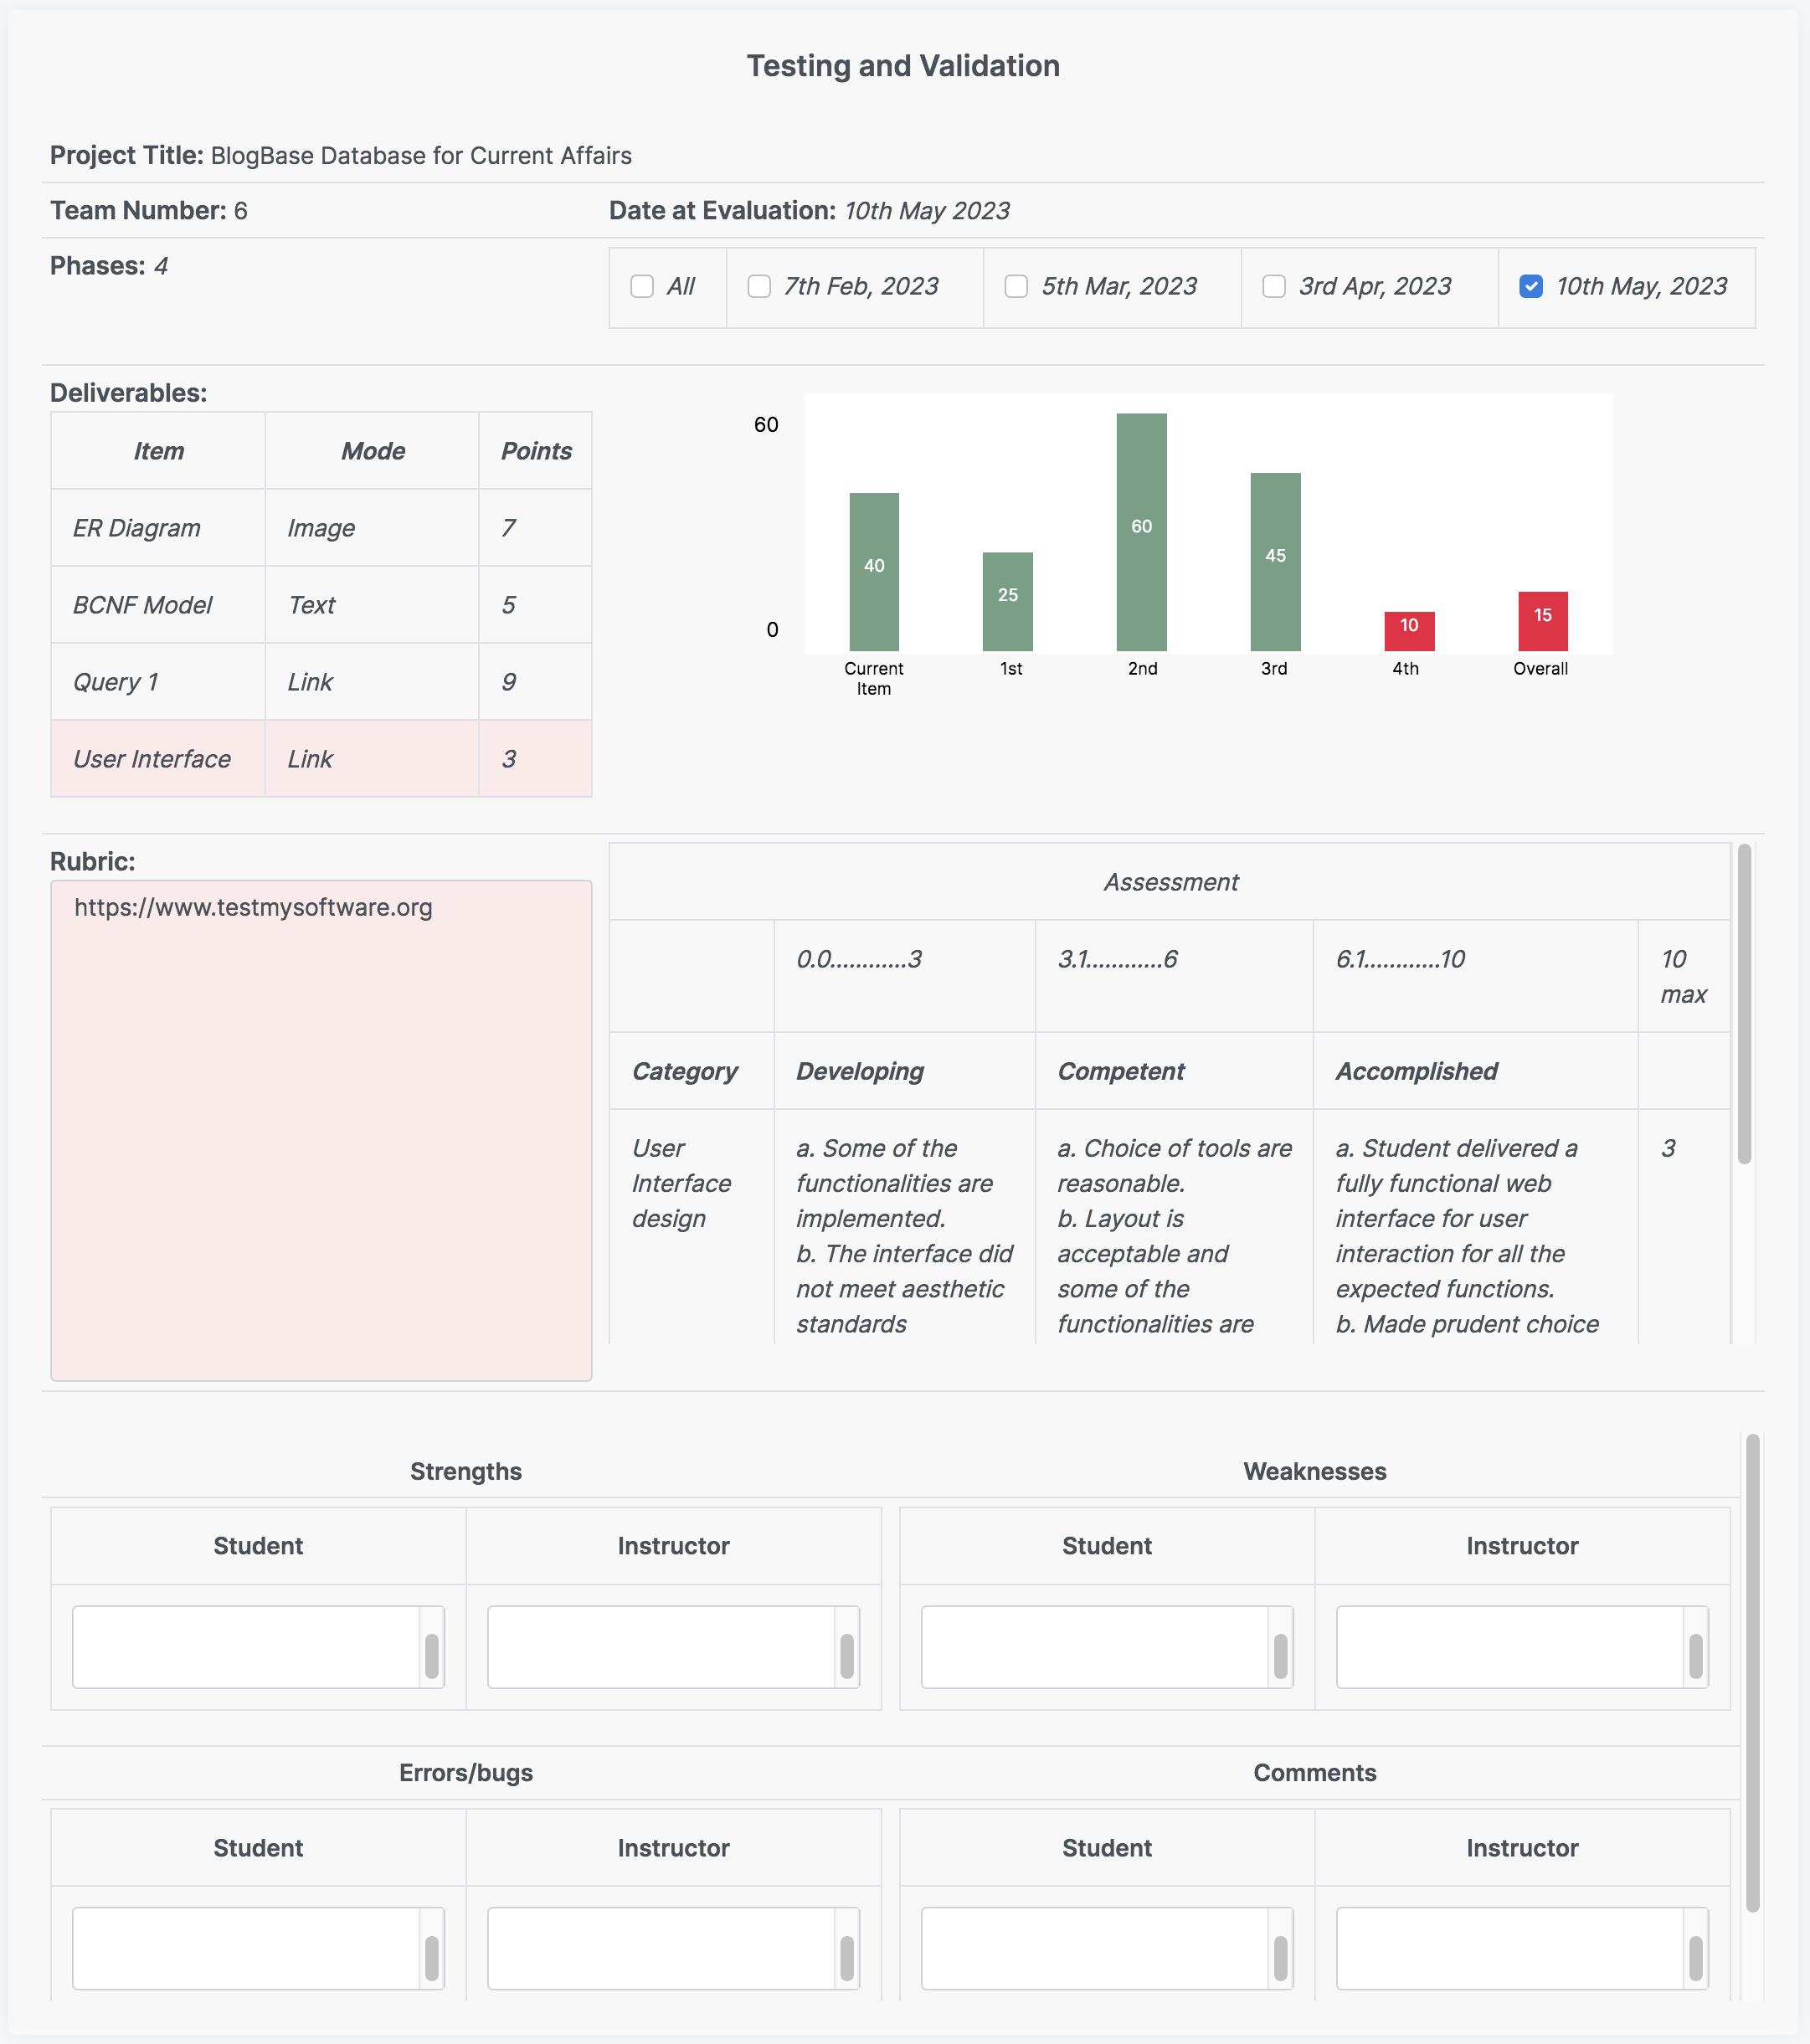 Testing and Validation
Project Title: BlogBase Database for Current Affairs
Team Number: 6
Date at Evaluation: 10th May 2023
Phases: 4
All
7th Feb, 2023
5th Mar, 2023
3rd Apr, 2023
10th May, 2023
Deliverables:
Item Mode Points
ER Diagram Image 7
BCNF Model Text 5
Query 1 Link 9
User Interface Link 3
60
0
40
25
60
45
10
15
Current
Item
1st
2nd
3rd
4th
Overall
Rubric:
https://www.testmysoftware.org
Assessment
0.0............3
3.1............6
6.1............10
10
max
Category
Developing
Competent
Accomplished
User
Interface
design
a. Some of the
functionalities are
implemented.
b. The interface did
not meet aesthetic
standards
a. Choice of tools are
reasonable.
b. Layout is
acceptable and
some of the
functionalities are
a. Student delivered a
fully functional web
interface for user
interaction for all the
expected functions.
b. Made prudent choice
3
Strengths
Weaknesses
Student
Instructor
Student
Instructor
Errors/bugs
Comments
Student
Instructor
Student
Instructor